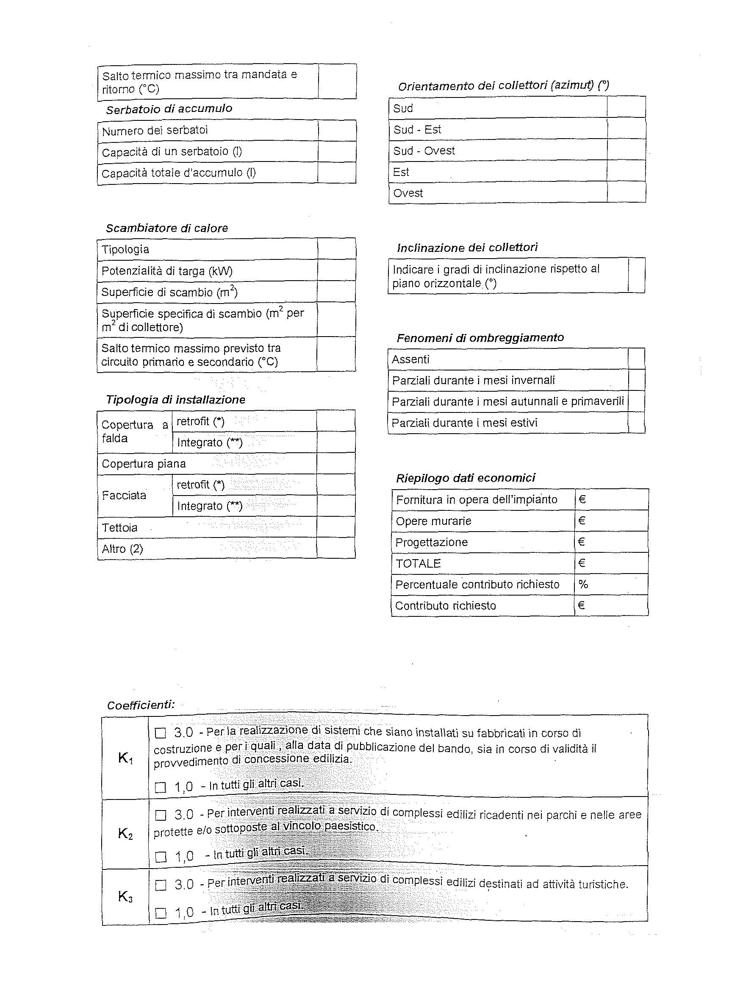 Salto termico massimo tra mandata e
ritorno (°C)
Serbatoio di accumulo
Numero dei serbatoi
Capacità di un serbatoio (l)
Capacità totale d'accumulo (l)
Scambiatore di calore
Tipologia
Potenzialità di targa (kW)
Superficie di scambio (m²)
Superficie specifica di scambio (m² per
m² di collettore)
Salto termico massimo previsto tra
circuito primario e secondario (°C)
Tipologia di installazione
Copertura a
falda
retrofit (*)
Integrato (**)
Copertura piana
Facciata
retrofit (*)
Integrato (**)
Tettoia
Altro (2)
Orientamento dei collettori (azimut) (°)
Sud
Sud - Est
Sud - Ovest
Est
Ovest
Inclinazione dei collettori
Indicare i gradi di inclinazione rispetto al
piano orizzontale (°)
Fenomeni di ombreggiamento
Assenti
Parziali durante i mesi invernali
Parziali durante i mesi autunnali e primaverili
Parziali durante i mesi estivi
Riepilogo dati economici
Fornitura in opera dell'impianto €
Opere murarie €
Progettazione €
TOTALE €
Percentuale contributo richiesto %
Contributo richiesto €
Coefficienti:
K₁
☐ 3.0 - Per la realizzazione di sistemi che siano installati su fabbricati in corso di
costruzione e per i quali , alla data di pubblicazione del bando, sia in corso di validità il
provvedimento di concessione edilizia.
☐ 1,0 - In tutti gli altri casi.
K₂
☐ 3.0 - Per interventi realizzati a servizio di complessi edilizi ricadenti nei parchi e nelle aree
protette e/o sottoposte al vincolo paesistico.
☐ 1,0 - In tutti gli altri casi.
K₃
☐ 3.0 - Per interventi realizzati a servizio di complessi edilizi destinati ad attività turistiche.
☐ 1,0 - In tutti gli altri casi.